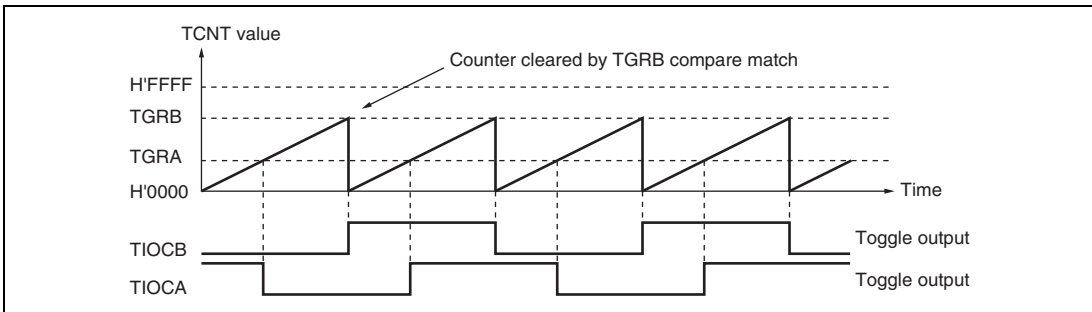 TCNT value
Counter cleared by TGRB compare match
H'FFFF
TGRB
TGRA
H'0000
Time
TIOCB
Toggle output
TIOCA
Toggle output